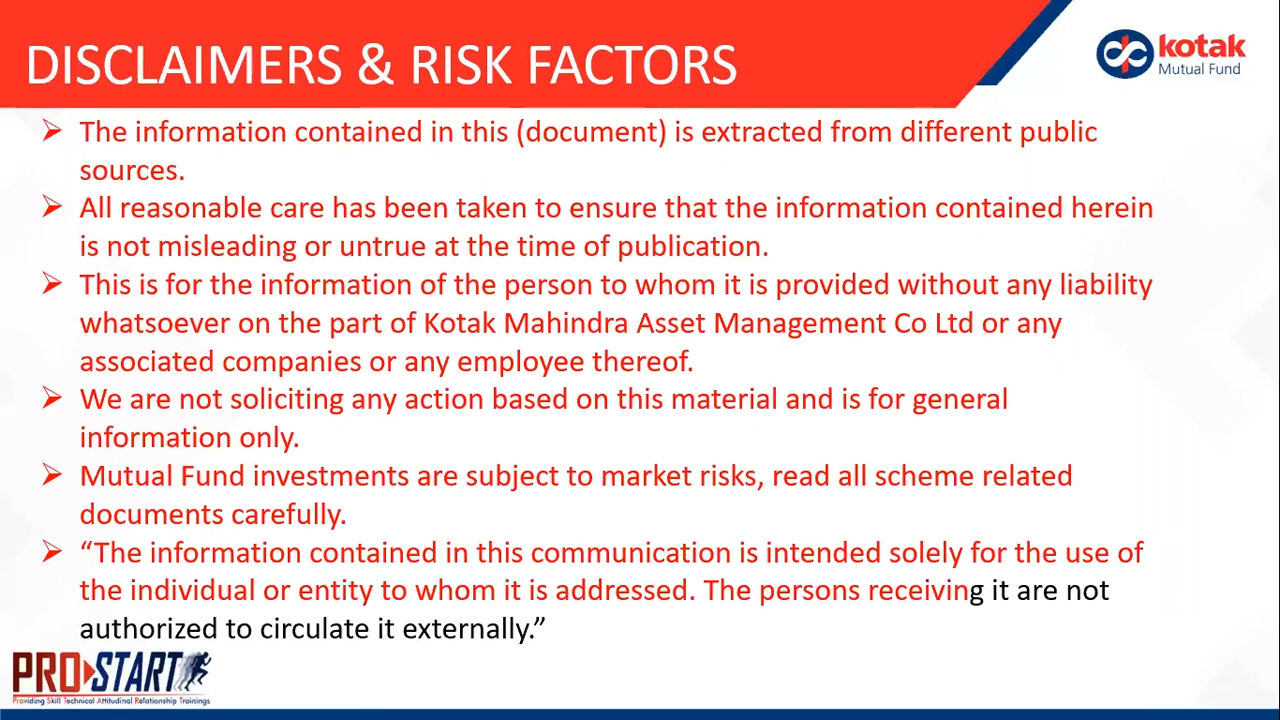 DISCLAIMERS & RISK FACTORS
kotak
Mutual Fund
➢ The information contained in this (document) is extracted from different public
sources.
➢ All reasonable care has been taken to ensure that the information contained herein
is not misleading or untrue at the time of publication.
➢ This is for the information of the person to whom it is provided without any liability
whatsoever on the part of Kotak Mahindra Asset Management Co Ltd or any
associated companies or any employee thereof.
➢ We are not soliciting any action based on this material and is for general
information only.
➢ Mutual Fund investments are subject to market risks, read all scheme related
documents carefully.
➢ “The information contained in this communication is intended solely for the use of
the individual or entity to whom it is addressed. The persons receiving it are not
authorized to circulate it externally.”
PRO START
Providing Skill Technical Attitudinal Relationship Trainings